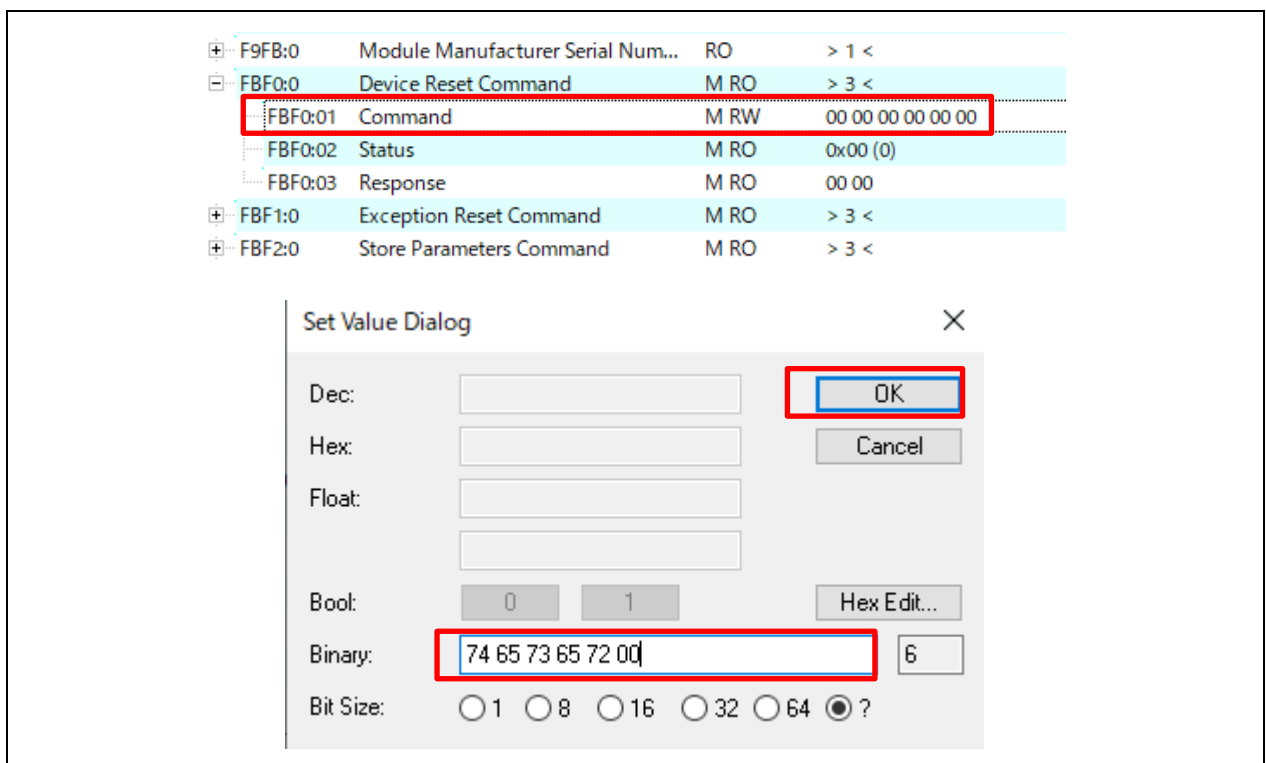 F9FB:0 Module Manufacturer Serial Num... RO > 1 <
FBF0:0 Device Reset Command M RO > 3 <
FBF0:01 Command M RW 00 00 00 00 00 00
FBF0:02 Status M RO 0x00 (0)
FBF0:03 Response M RO 00 00
FBF1:0 Exception Reset Command M RO > 3 <
FBF2:0 Store Parameters Command M RO > 3 <
Set Value Dialog
Dec: OK
Hex: Cancel
Float:
Bool: 0 1 Hex Edit...
Binary: 74 65 73 65 72 00 6
Bit Size: 1 8 16 32 64 ?